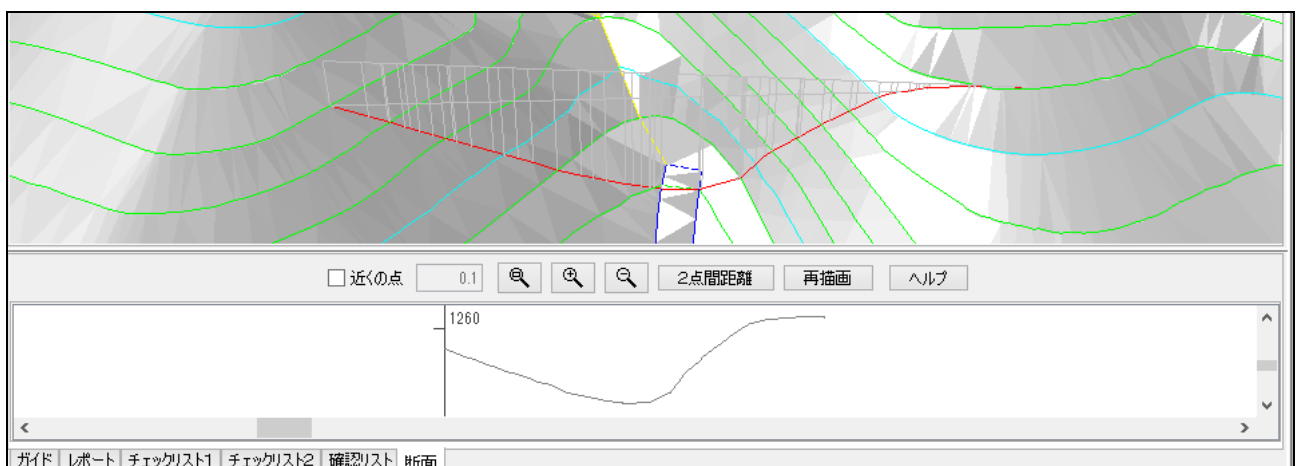 近くの点 0.1 2点間距離 再描画 ヘルプ
1260
ガイド レポート チェックリスト1 チェックリスト2 確認リスト 断面